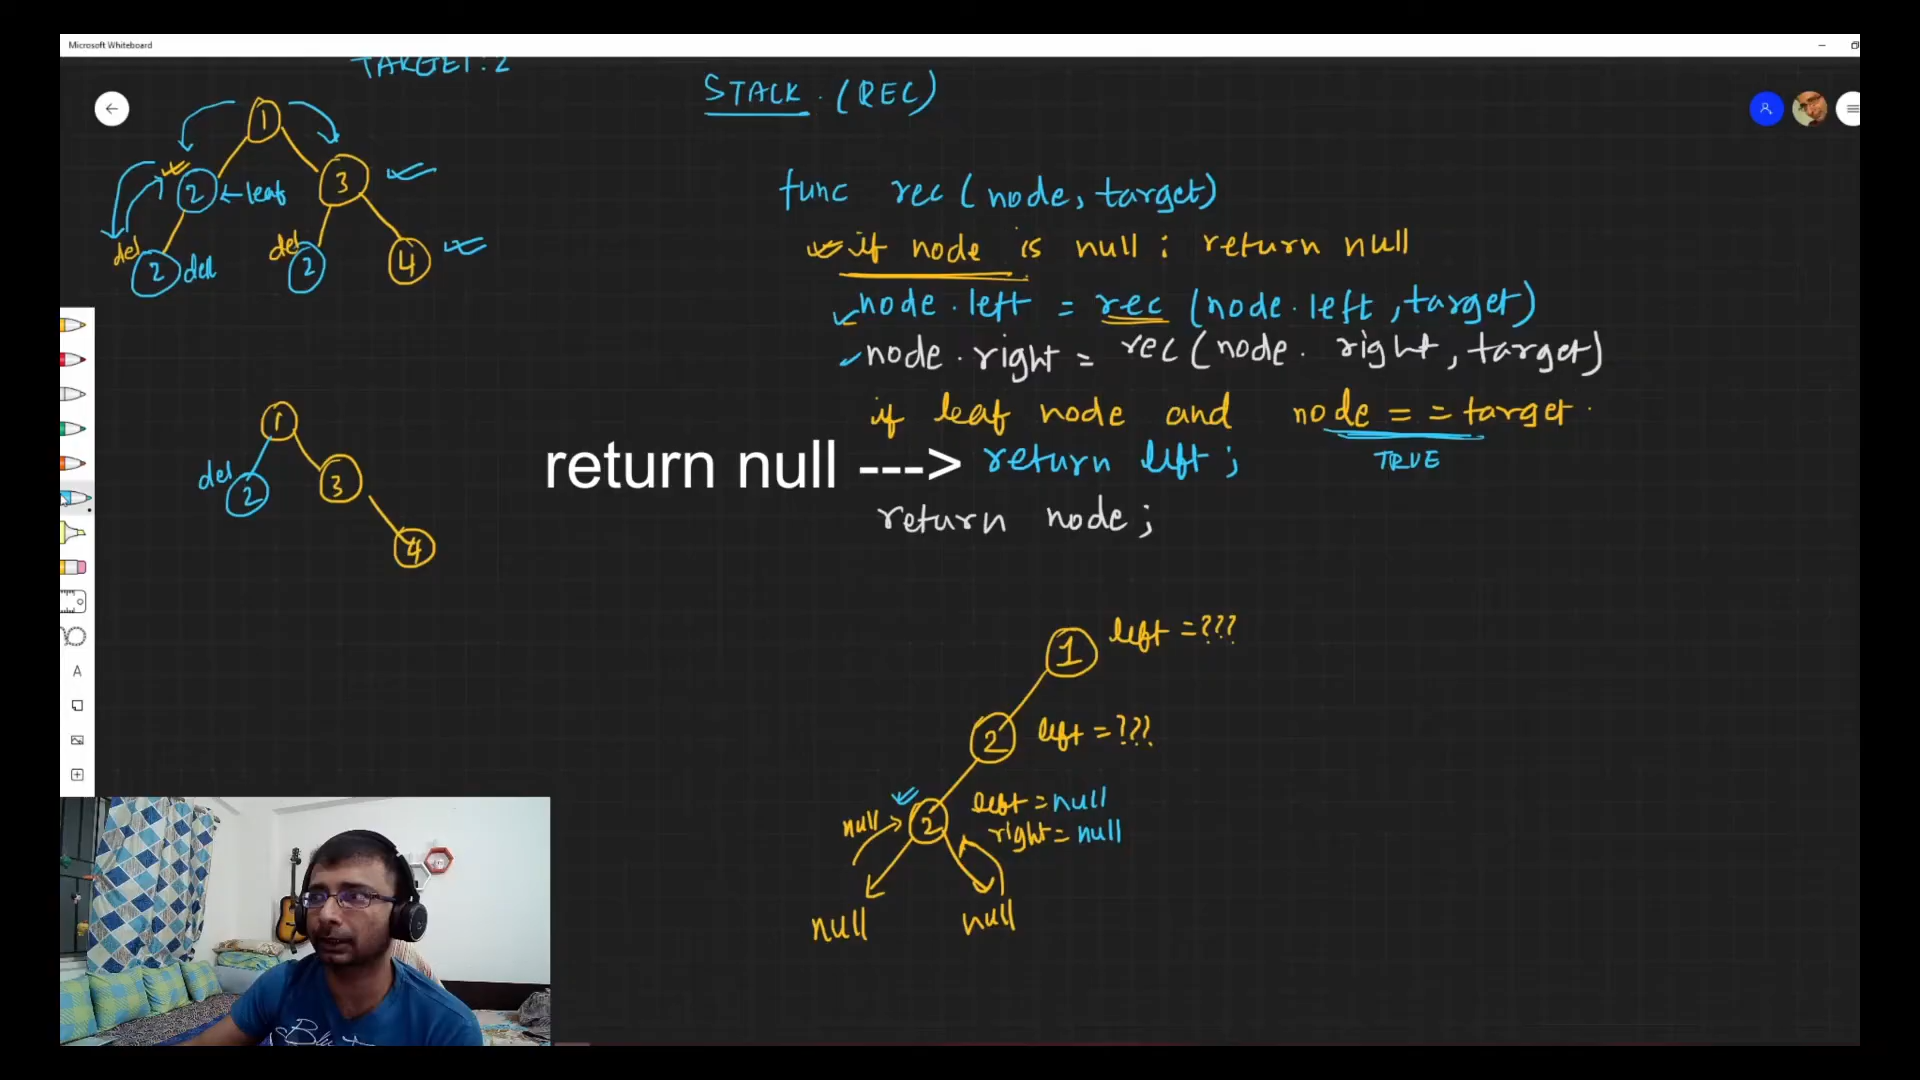 Microsoft Whiteboard
TARGET: 2
STACK. (REC)
1
2
← leaf
3
del
2
del
del
2
4
func rec (node, target)
if node is null : return null
node.left = rec (node.left, target)
node.right = rec (node. right, target)
if leaf node and node == target.
TRUE
return null ---> return left;
return node;
1
del
2
3
4
1 left = ???
2 left = ???
null
2
left = null
right = null
null
null
A